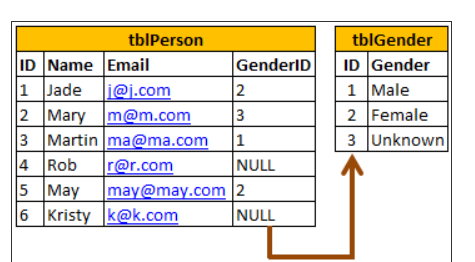 tblPerson
ID Name Email GenderID
1 Jade j@j.com 2
2 Mary m@m.com 3
3 Martin ma@ma.com 1
4 Rob r@r.com NULL
5 May may@may.com 2
6 Kristy k@k.com NULL
tblGender
ID Gender
1 Male
2 Female
3 Unknown